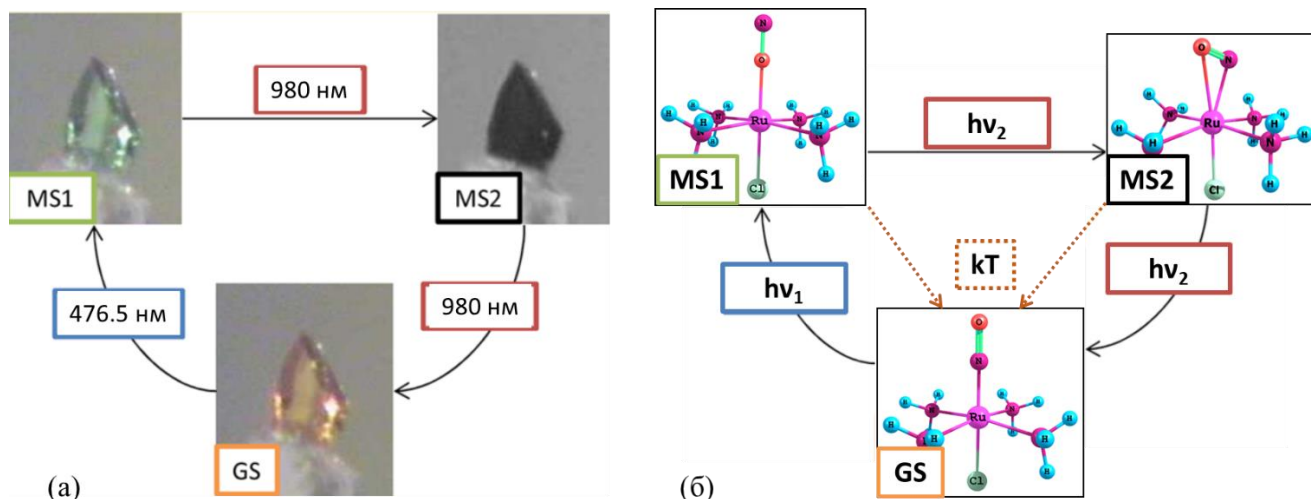 980 нм
MS1
MS2
476.5 нм
980 нм
GS
(а)
N
O
Ru
N
N
H
H
H
H
H
H
Cl
MS1
hν₂
O
N
Ru
N
N
N
H
H
H
H
H
H
Cl
MS2
hν₁
kT
hν₂
O
N
Ru
N
N
H
H
H
H
H
H
Cl
GS
(б)